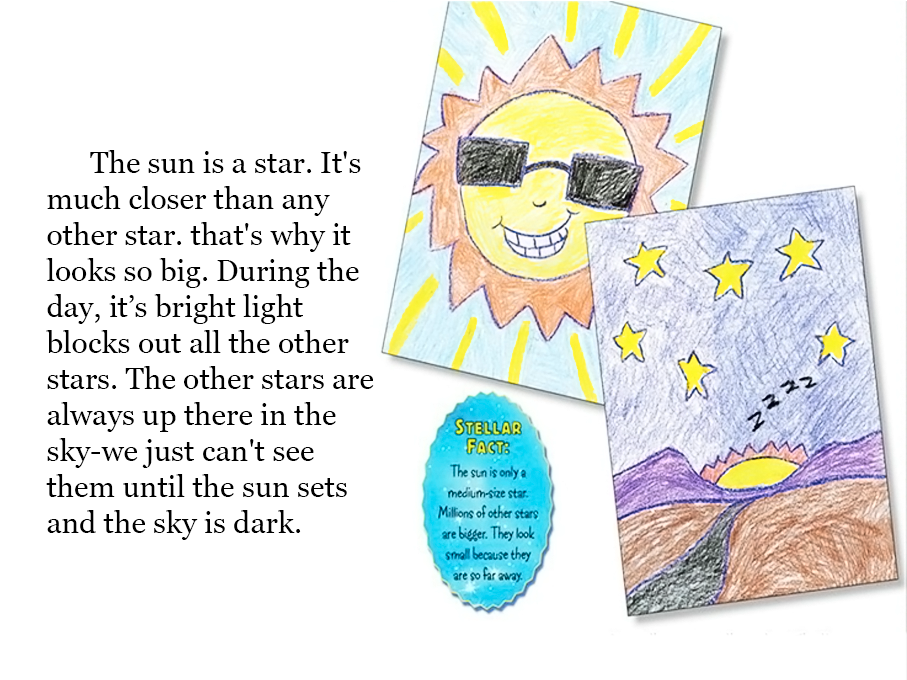 The sun is a star. It's
much closer than any
other star. that's why it
looks so big. During the
day, it’s bright light
blocks out all the other
stars. The other stars are
always up there in the
sky-we just can't see
them until the sun sets
and the sky is dark.
STELLAR
FACT:
The sun is only a
medium-size star.
Millions of other stars
are bigger. They look
small because they
are so far away.
z z z z